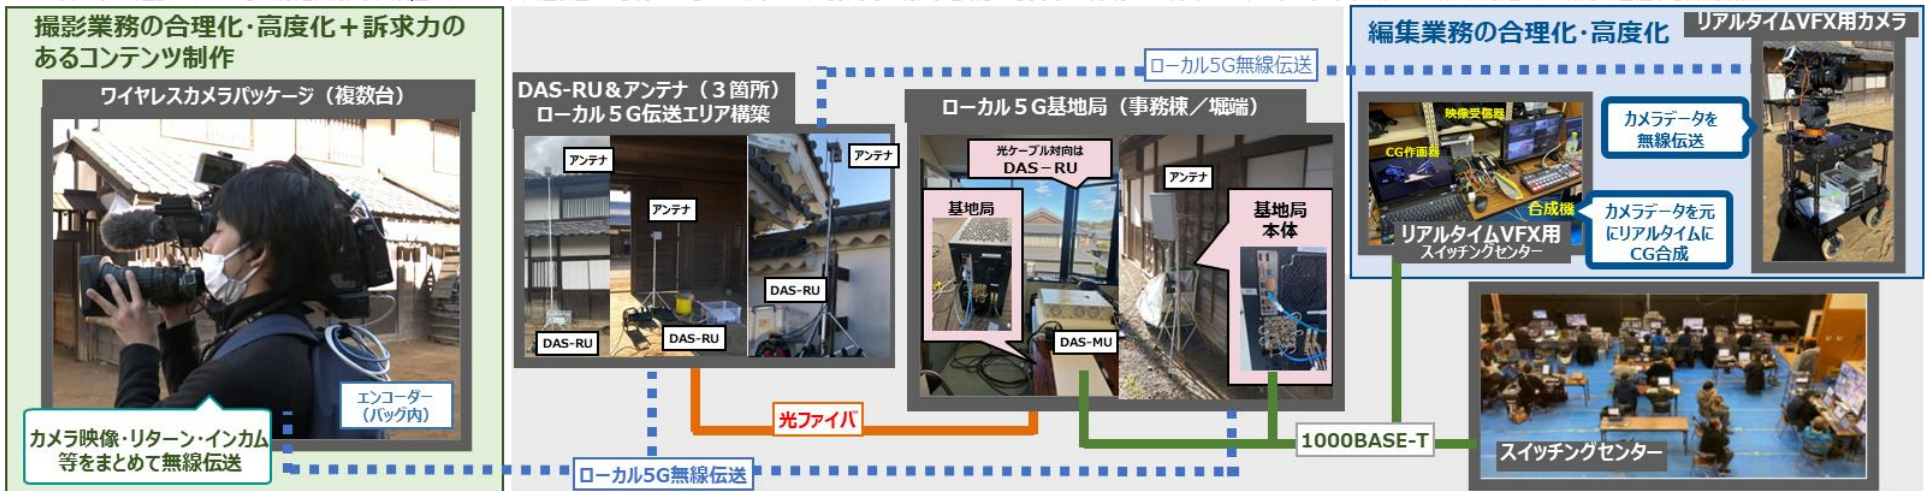 撮影業務の合理化・高度化＋訴求力の
あるコンテンツ制作
ワイヤレスカメラパッケージ（複数台）
エンコーダー
（バッグ内）
カメラ映像・リターン・インカム
等をまとめて無線伝送
DAS-RU＆アンテナ（３箇所）
ローカル５G伝送エリア構築
アンテナ
アンテナ
アンテナ
DAS-RU
DAS-RU
DAS-RU
光ファイバ
ローカル5G無線伝送
ローカル5G無線伝送
ローカル５G基地局（事務棟／堀端）
光ケーブル対向は
DAS－RU
基地局
DAS-MU
アンテナ
基地局
本体
1000BASE-T
編集業務の合理化・高度化
リアルタイムVFX用カメラ
映像受信器
CG作画器
合成機
リアルタイムVFX用
スイッチングセンター
カメラデータを
無線伝送
カメラデータを元
にリアルタイムに
CG合成
スイッチングセンター